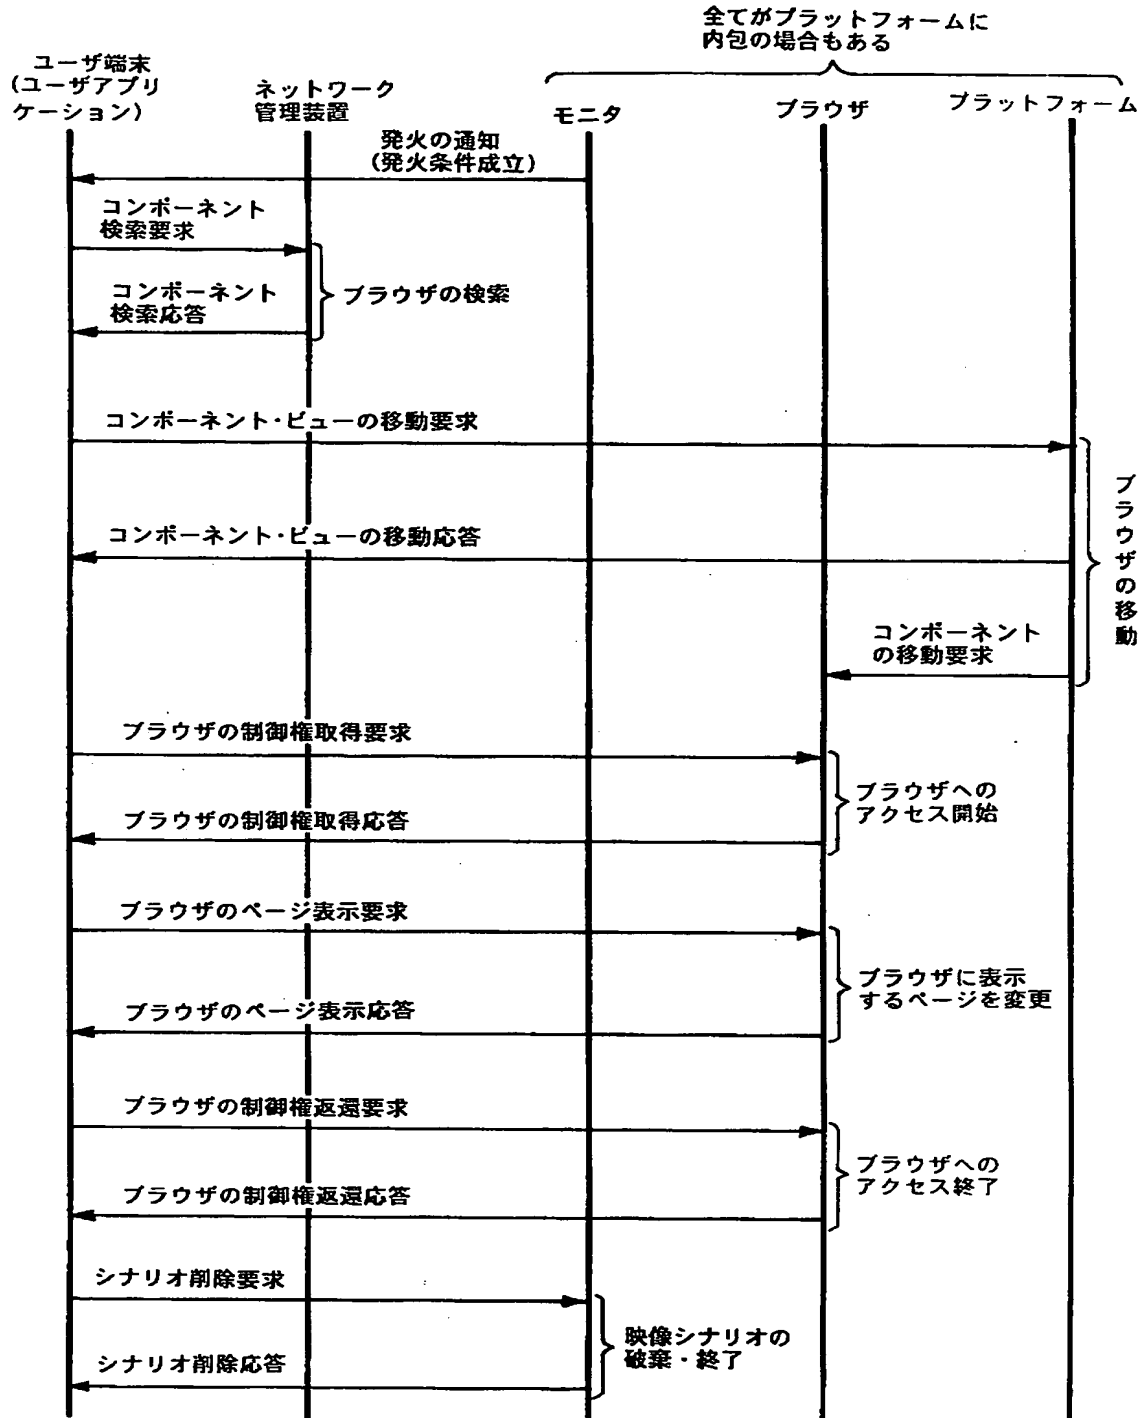 全てがプラットフォームに
内包の場合もある
ユーザ端末
(ユーザアプリ
ケーション)
ネットワーク
管理装置
モニタ
ブラウザ
プラットフォーム
発火の通知
(発火条件成立)
コンポーネント
検索要求
コンポーネント
検索応答
ブラウザの検索
コンポーネント・ビューの移動要求
コンポーネント・ビューの移動応答
ブラウザの移動
コンポーネント
の移動要求
ブラウザの制御権取得要求
ブラウザへの
アクセス開始
ブラウザの制御権取得応答
ブラウザのページ表示要求
ブラウザに表示
するページを変更
ブラウザのページ表示応答
ブラウザの制御権返還要求
ブラウザへの
アクセス終了
ブラウザの制御権返還応答
シナリオ削除要求
映像シナリオの
破棄・終了
シナリオ削除応答